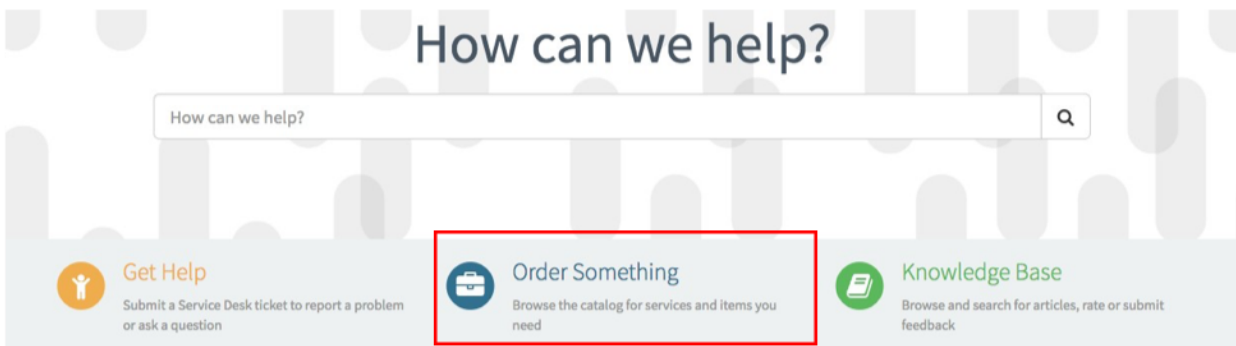 How can we help?
How can we help?
Get Help
Submit a Service Desk ticket to report a problem
or ask a question
Order Something
Browse the catalog for services and items you
need
Knowledge Base
Browse and search for articles, rate or submit
feedback